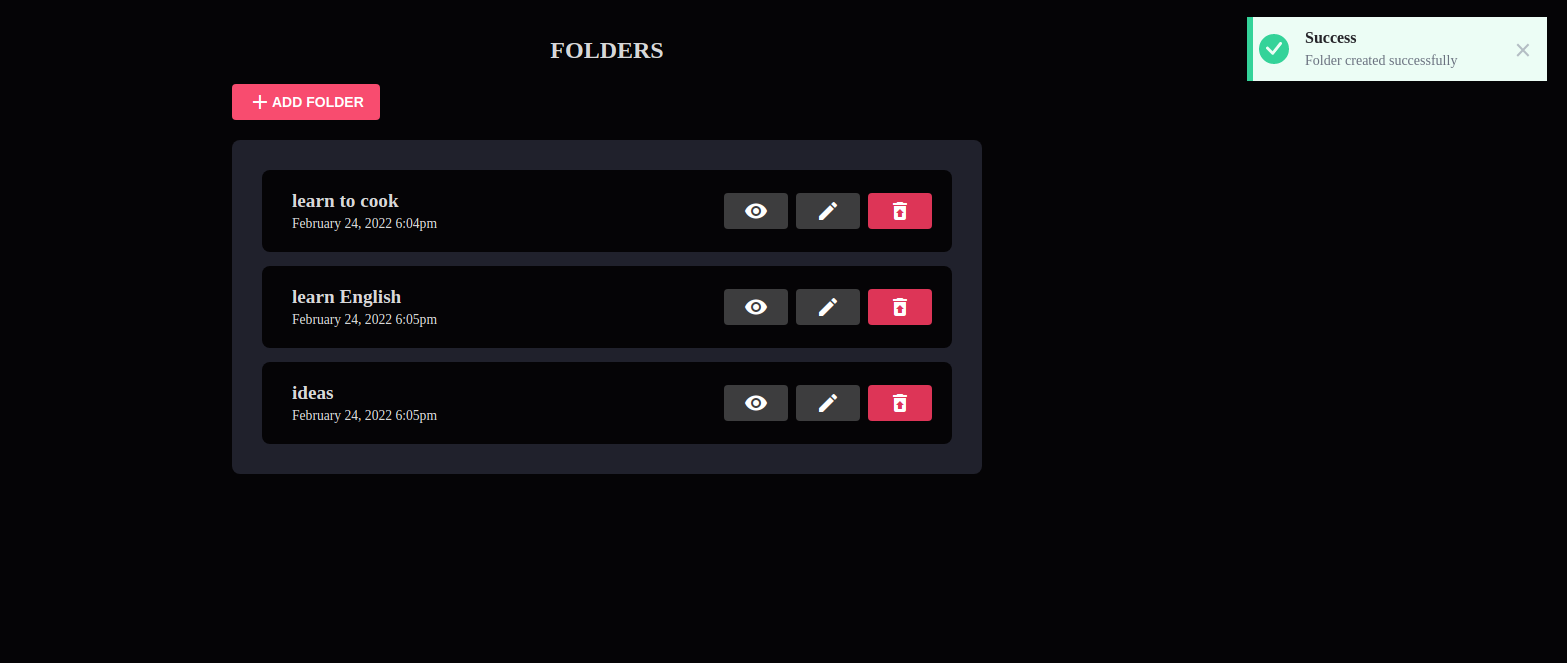 FOLDERS
Success
Folder created successfully
ADD FOLDER
learn to cook
February 24, 2022 6:04pm
learn English
February 24, 2022 6:05pm
ideas
February 24, 2022 6:05pm